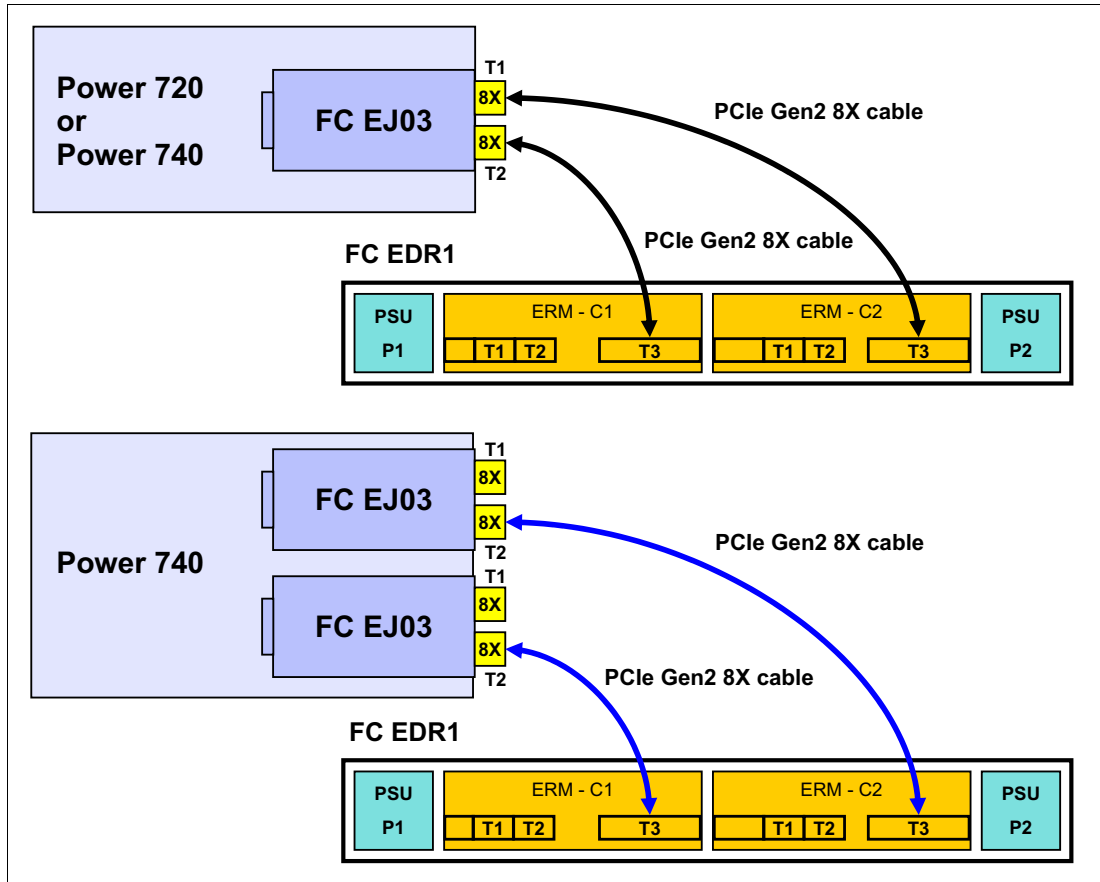 Power 720
or
Power 740
FC EJ03
T1
8X
8X
T2
PCIe Gen2 8X cable
PCIe Gen2 8X cable
FC EDR1
PSU
P1
ERM - C1
T1 T2 T3
ERM - C2
T1 T2 T3
PSU
P2
Power 740
FC EJ03
T1
8X
8X
T2
FC EJ03
T1
8X
8X
T2
PCIe Gen2 8X cable
PCIe Gen2 8X cable
FC EDR1
PSU
P1
ERM - C1
T1 T2 T3
ERM - C2
T1 T2 T3
PSU
P2